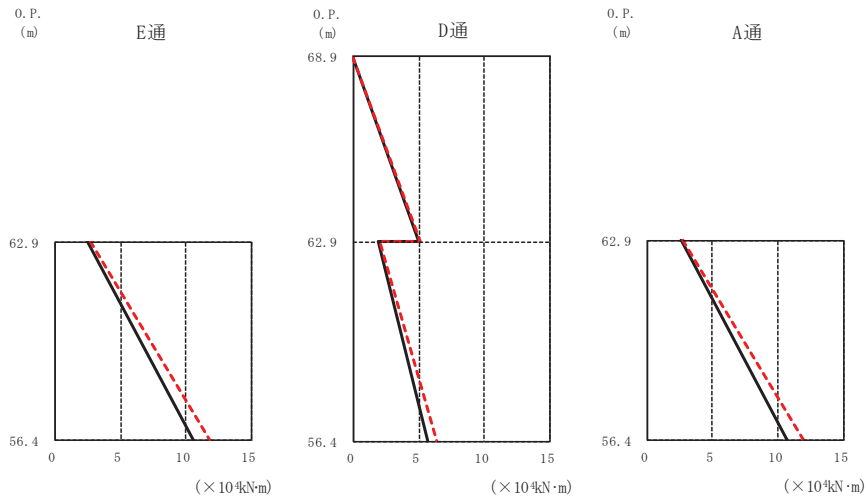 O.P.
(m)
E通
62.9
56.4
0 5 10 15
(×10⁴kN·m)
O.P.
(m)
D通
68.9
62.9
56.4
0 5 10 15
(×10⁴kN·m)
O.P.
(m)
A通
62.9
56.4
0 5 10 15
(×10⁴kN·m)